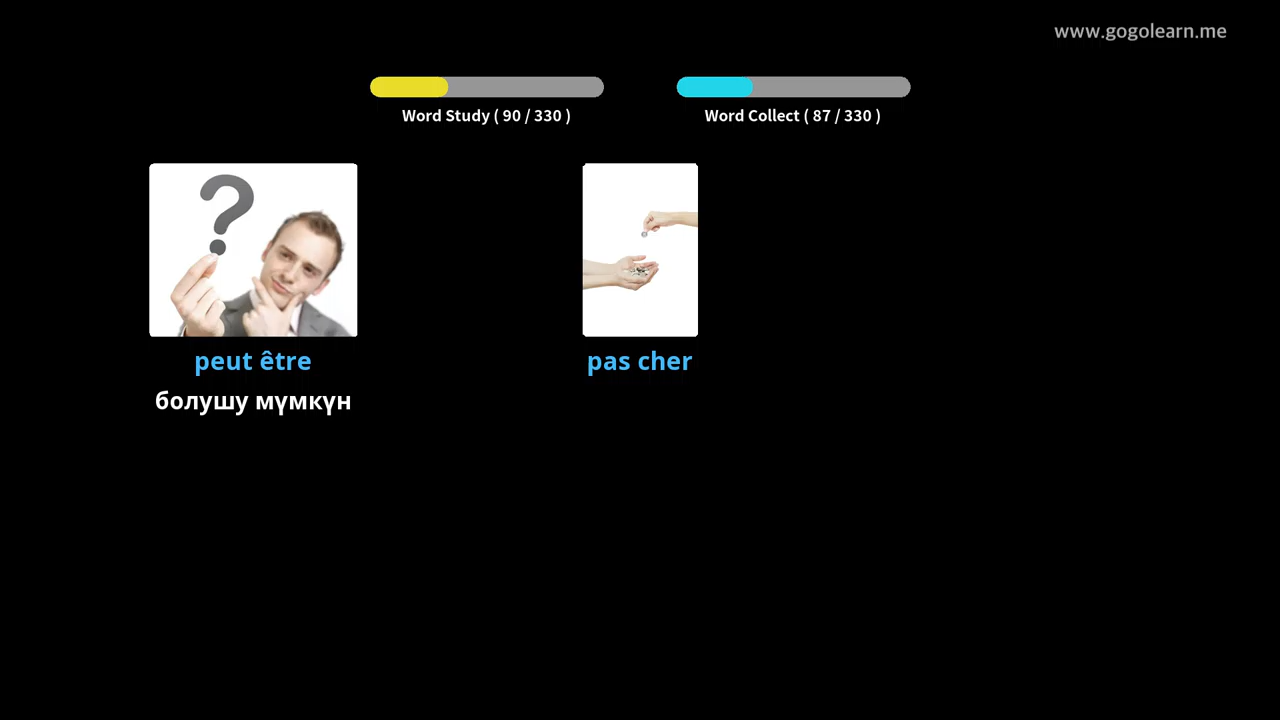 www.gogolearn.me
Word Study ( 90 / 330 )
Word Collect ( 87 / 330 )
peut être
болушу мүмкүн
pas cher